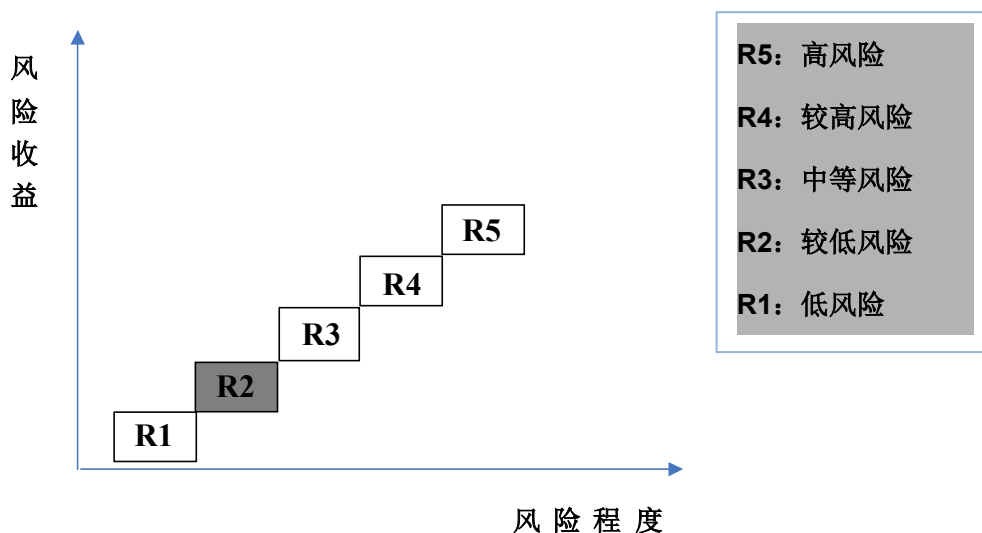 风
险
收
益
R5
R4
R3
R2
R1
风 险 程 度
R5：高风险
R4：较高风险
R3：中等风险
R2：较低风险
R1：低风险